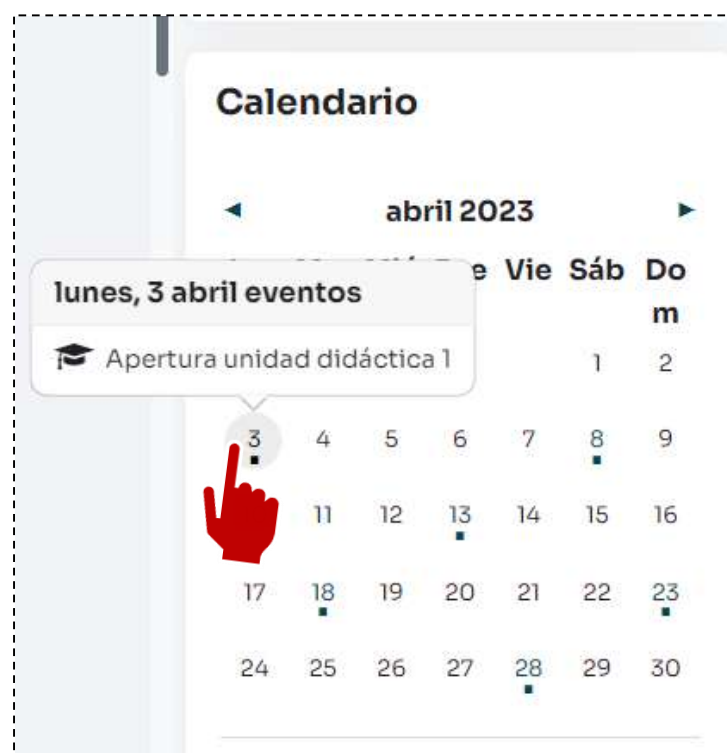 Calendario
◄ abril 2023 ►
Vie Sáb Do
m
lunes, 3 abril eventos
Apertura unidad didáctica 1
1 2
3 4 5 6 7 8 9
11 12 13 14 15 16
17 18 19 20 21 22 23
24 25 26 27 28 29 30